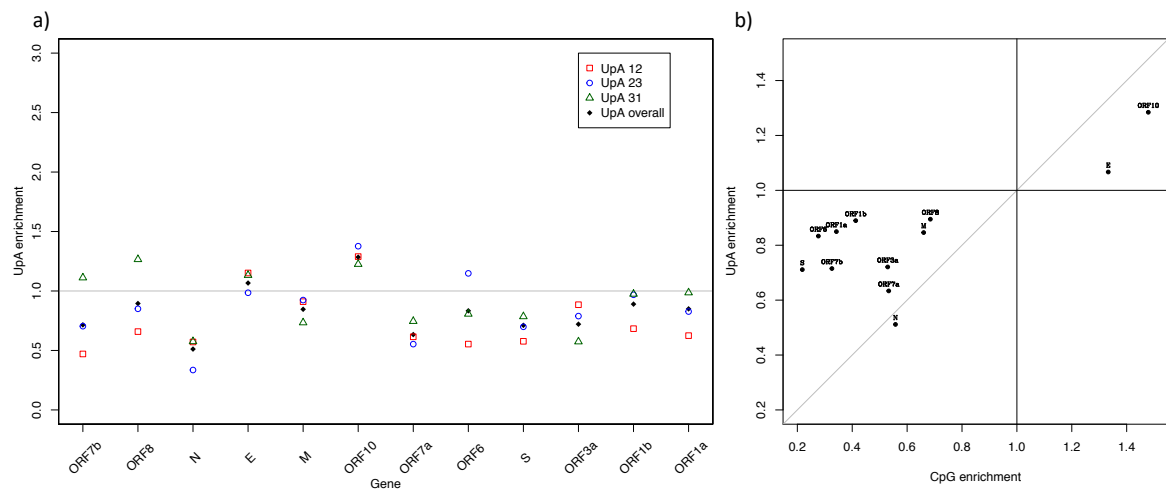 a)
UpA enrichment
3.0
2.5
2.0
1.5
1.0
0.5
0.0
UpA 12
UpA 23
UpA 31
UpA overall
ORF7b
ORF8
N
E
M
ORF10
ORF7a
ORF6
S
ORF3a
ORF1b
ORF1a
Gene
b)
UpA enrichment
1.4
1.2
1.0
0.8
0.6
0.4
0.2
ORF10
E
ORF8
ORF1b
M
ORF6
ORF1a
S
ORF7b
ORF3a
ORF7a
N
0.2
0.4
0.6
0.8
1.0
1.2
1.4
CpG enrichment